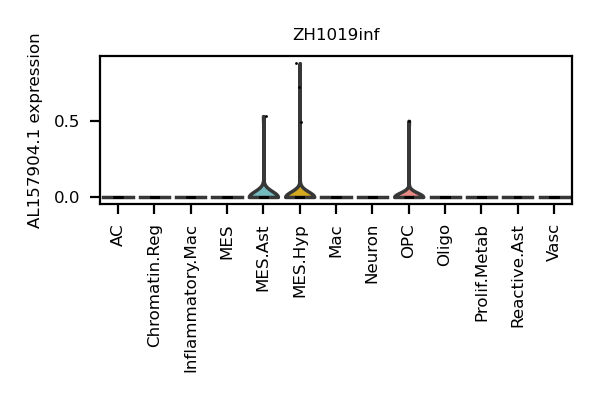 ZH1019inf
AL157904.1 expression
0.5
0.0
AC
Chromatin.Reg
Inflammatory.Mac
MES
MES.Ast
MES.Hyp
Mac
Neuron
OPC
Oligo
Prolif.Metab
Reactive.Ast
Vasc